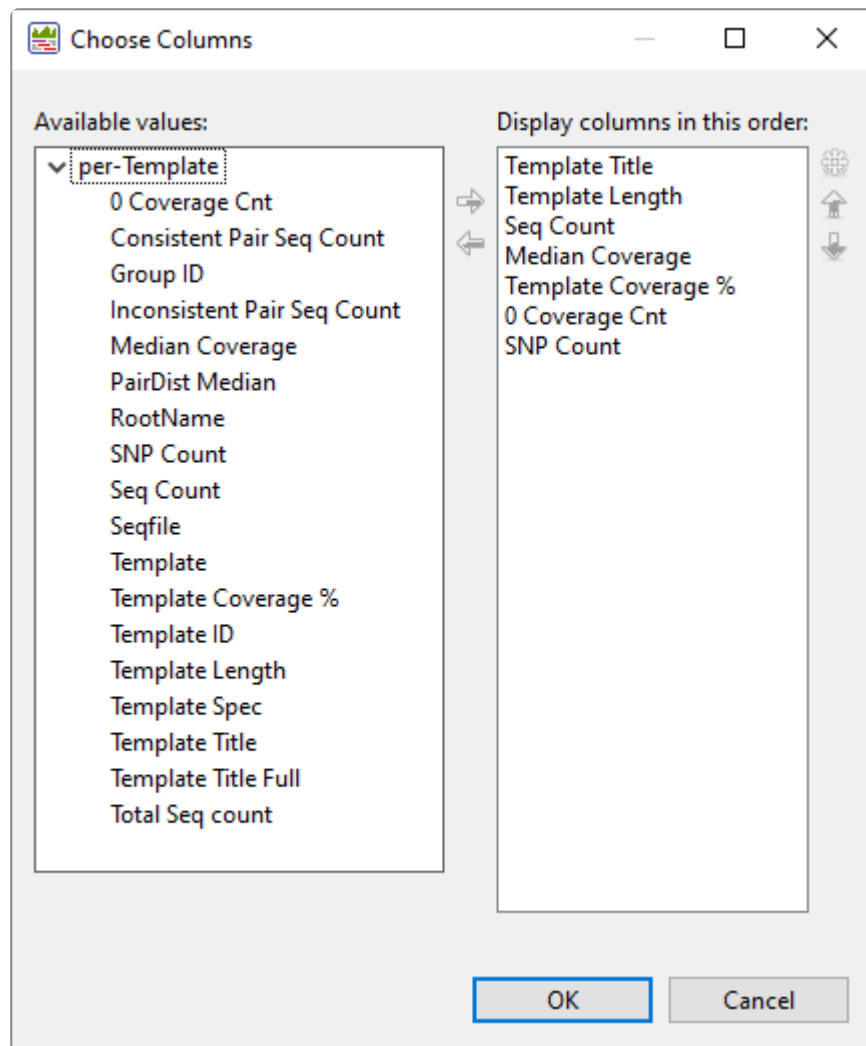 Choose Columns
Available values:
per-Template
0 Coverage Cnt
Consistent Pair Seq Count
Group ID
Inconsistent Pair Seq Count
Median Coverage
PairDist Median
RootName
SNP Count
Seq Count
Seqfile
Template
Template Coverage %
Template ID
Template Length
Template Spec
Template Title
Template Title Full
Total Seq count
Display columns in this order:
Template Title
Template Length
Seq Count
Median Coverage
Template Coverage %
0 Coverage Cnt
SNP Count
OK
Cancel